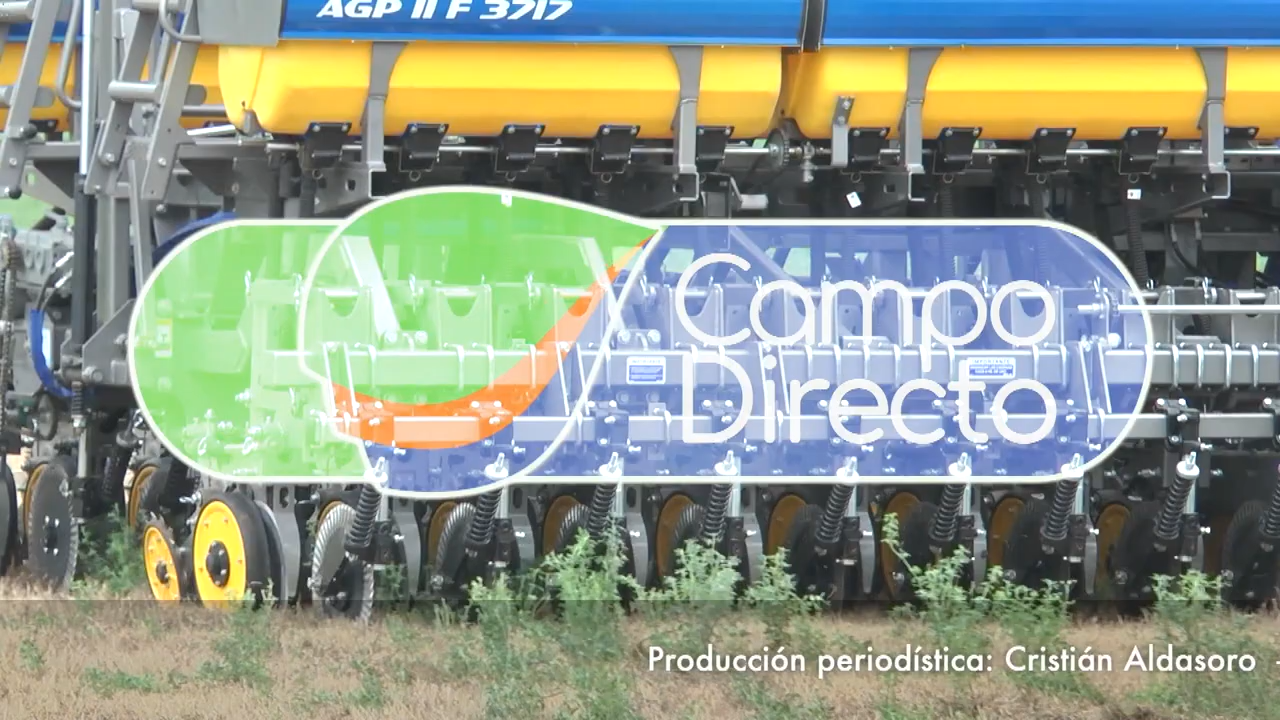 AGP II F 3717
Campo
Directo
Producción periodística: Cristián Aldasoro -